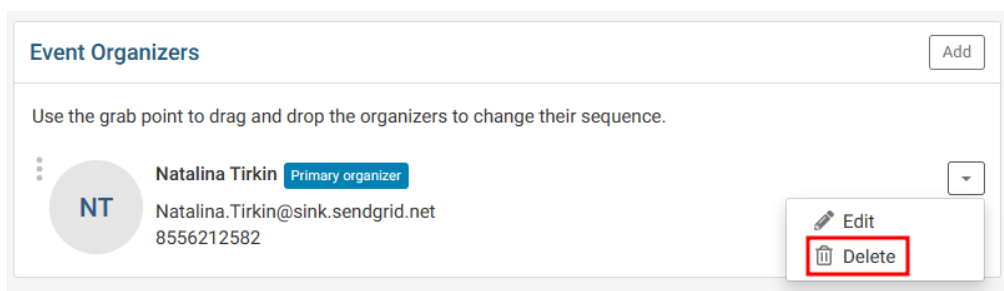 Event Organizers
Add
Use the grab point to drag and drop the organizers to change their sequence.
Natalina Tirkin Primary organizer
NT
Natalina.Tirkin@sink.sendgrid.net
8556212582
Edit
Delete